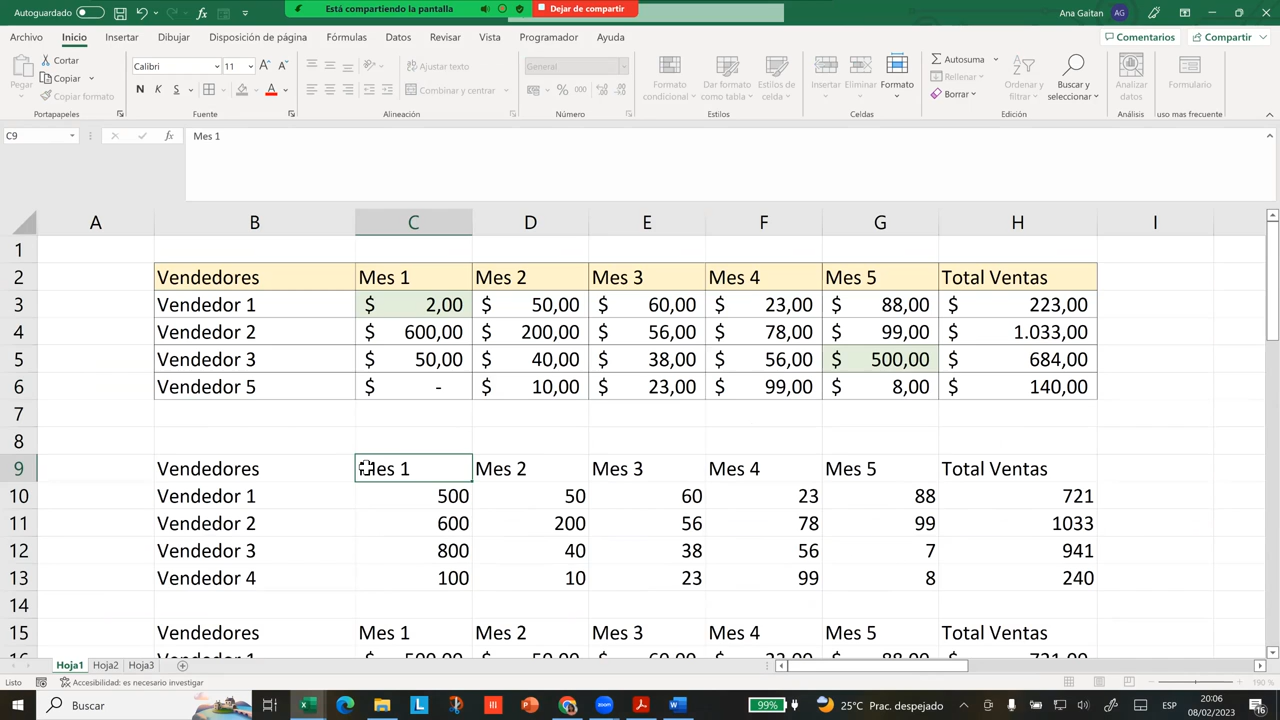 Autoguardado
Está compartiendo la pantalla
Dejar de compartir
Ana Gaitan
AG
Archivo Inicio Insertar Dibujar Disposición de página Fórmulas Datos Revisar Vista Programador Ayuda
Comentarios
Compartir
Pegar
Cortar
Copiar
Copiar formato
Portapapeles
Calibri 11
N K S
Fuente
Ajustar texto
Combinar y centrar
Alineación
General
% 000
Número
Formato condicional
Dar formato como tabla
Estilos de celda
Estilos
Insertar Eliminar Formato
Celdas
Autosuma
Rellenar
Borrar
Ordenar y filtrar
Buscar y seleccionar
Edición
Analizar datos
Análisis
Formulario
uso mas frecuente
C9 fx Mes 1
A B C D E F G H I
1
2 Vendedores Mes 1 Mes 2 Mes 3 Mes 4 Mes 5 Total Ventas
3 Vendedor 1 $ 2,00 $ 50,00 $ 60,00 $ 23,00 $ 88,00 $ 223,00
4 Vendedor 2 $ 600,00 $ 200,00 $ 56,00 $ 78,00 $ 99,00 $ 1.033,00
5 Vendedor 3 $ 50,00 $ 40,00 $ 38,00 $ 56,00 $ 500,00 $ 684,00
6 Vendedor 5 $ - $ 10,00 $ 23,00 $ 99,00 $ 8,00 $ 140,00
7
8
9 Vendedores Mes 1 Mes 2 Mes 3 Mes 4 Mes 5 Total Ventas
10 Vendedor 1 500 50 60 23 88 721
11 Vendedor 2 600 200 56 78 99 1033
12 Vendedor 3 800 40 38 56 7 941
13 Vendedor 4 100 10 23 99 8 240
14
15 Vendedores Mes 1 Mes 2 Mes 3 Mes 4 Mes 5 Total Ventas
16 Vendedor 1 $ 500,00 $ 50,00 $ 60,00 $ 23,00 $ 88,00 $ 721,00
Hoja1 Hoja2 Hoja3
Listo
Accesibilidad: es necesario investigar
190 %
Buscar
99%
25°C Prac. despejado
ESP
20:06
08/02/2023
16